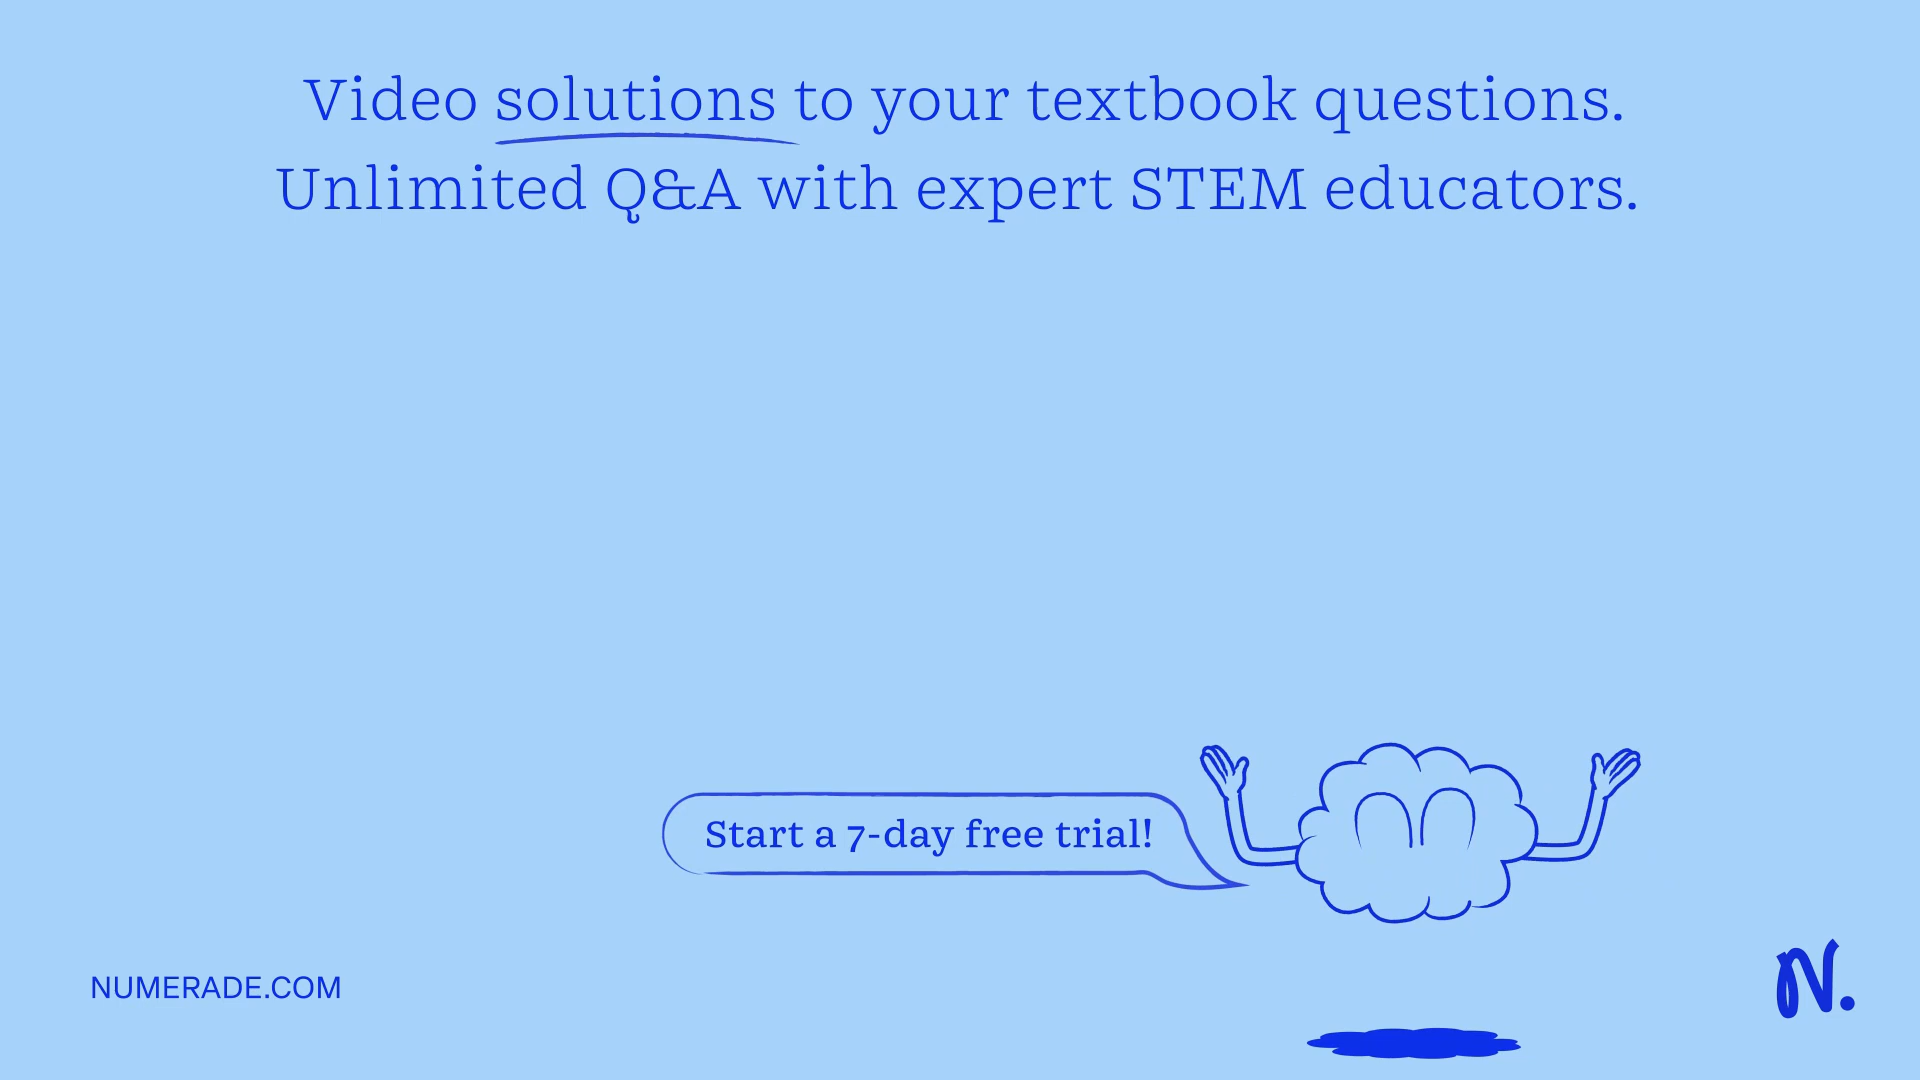 Video solutions to your textbook questions.
Unlimited Q&A with expert STEM educators.
Start a 7-day free trial!
NUMERADE.COM
N.